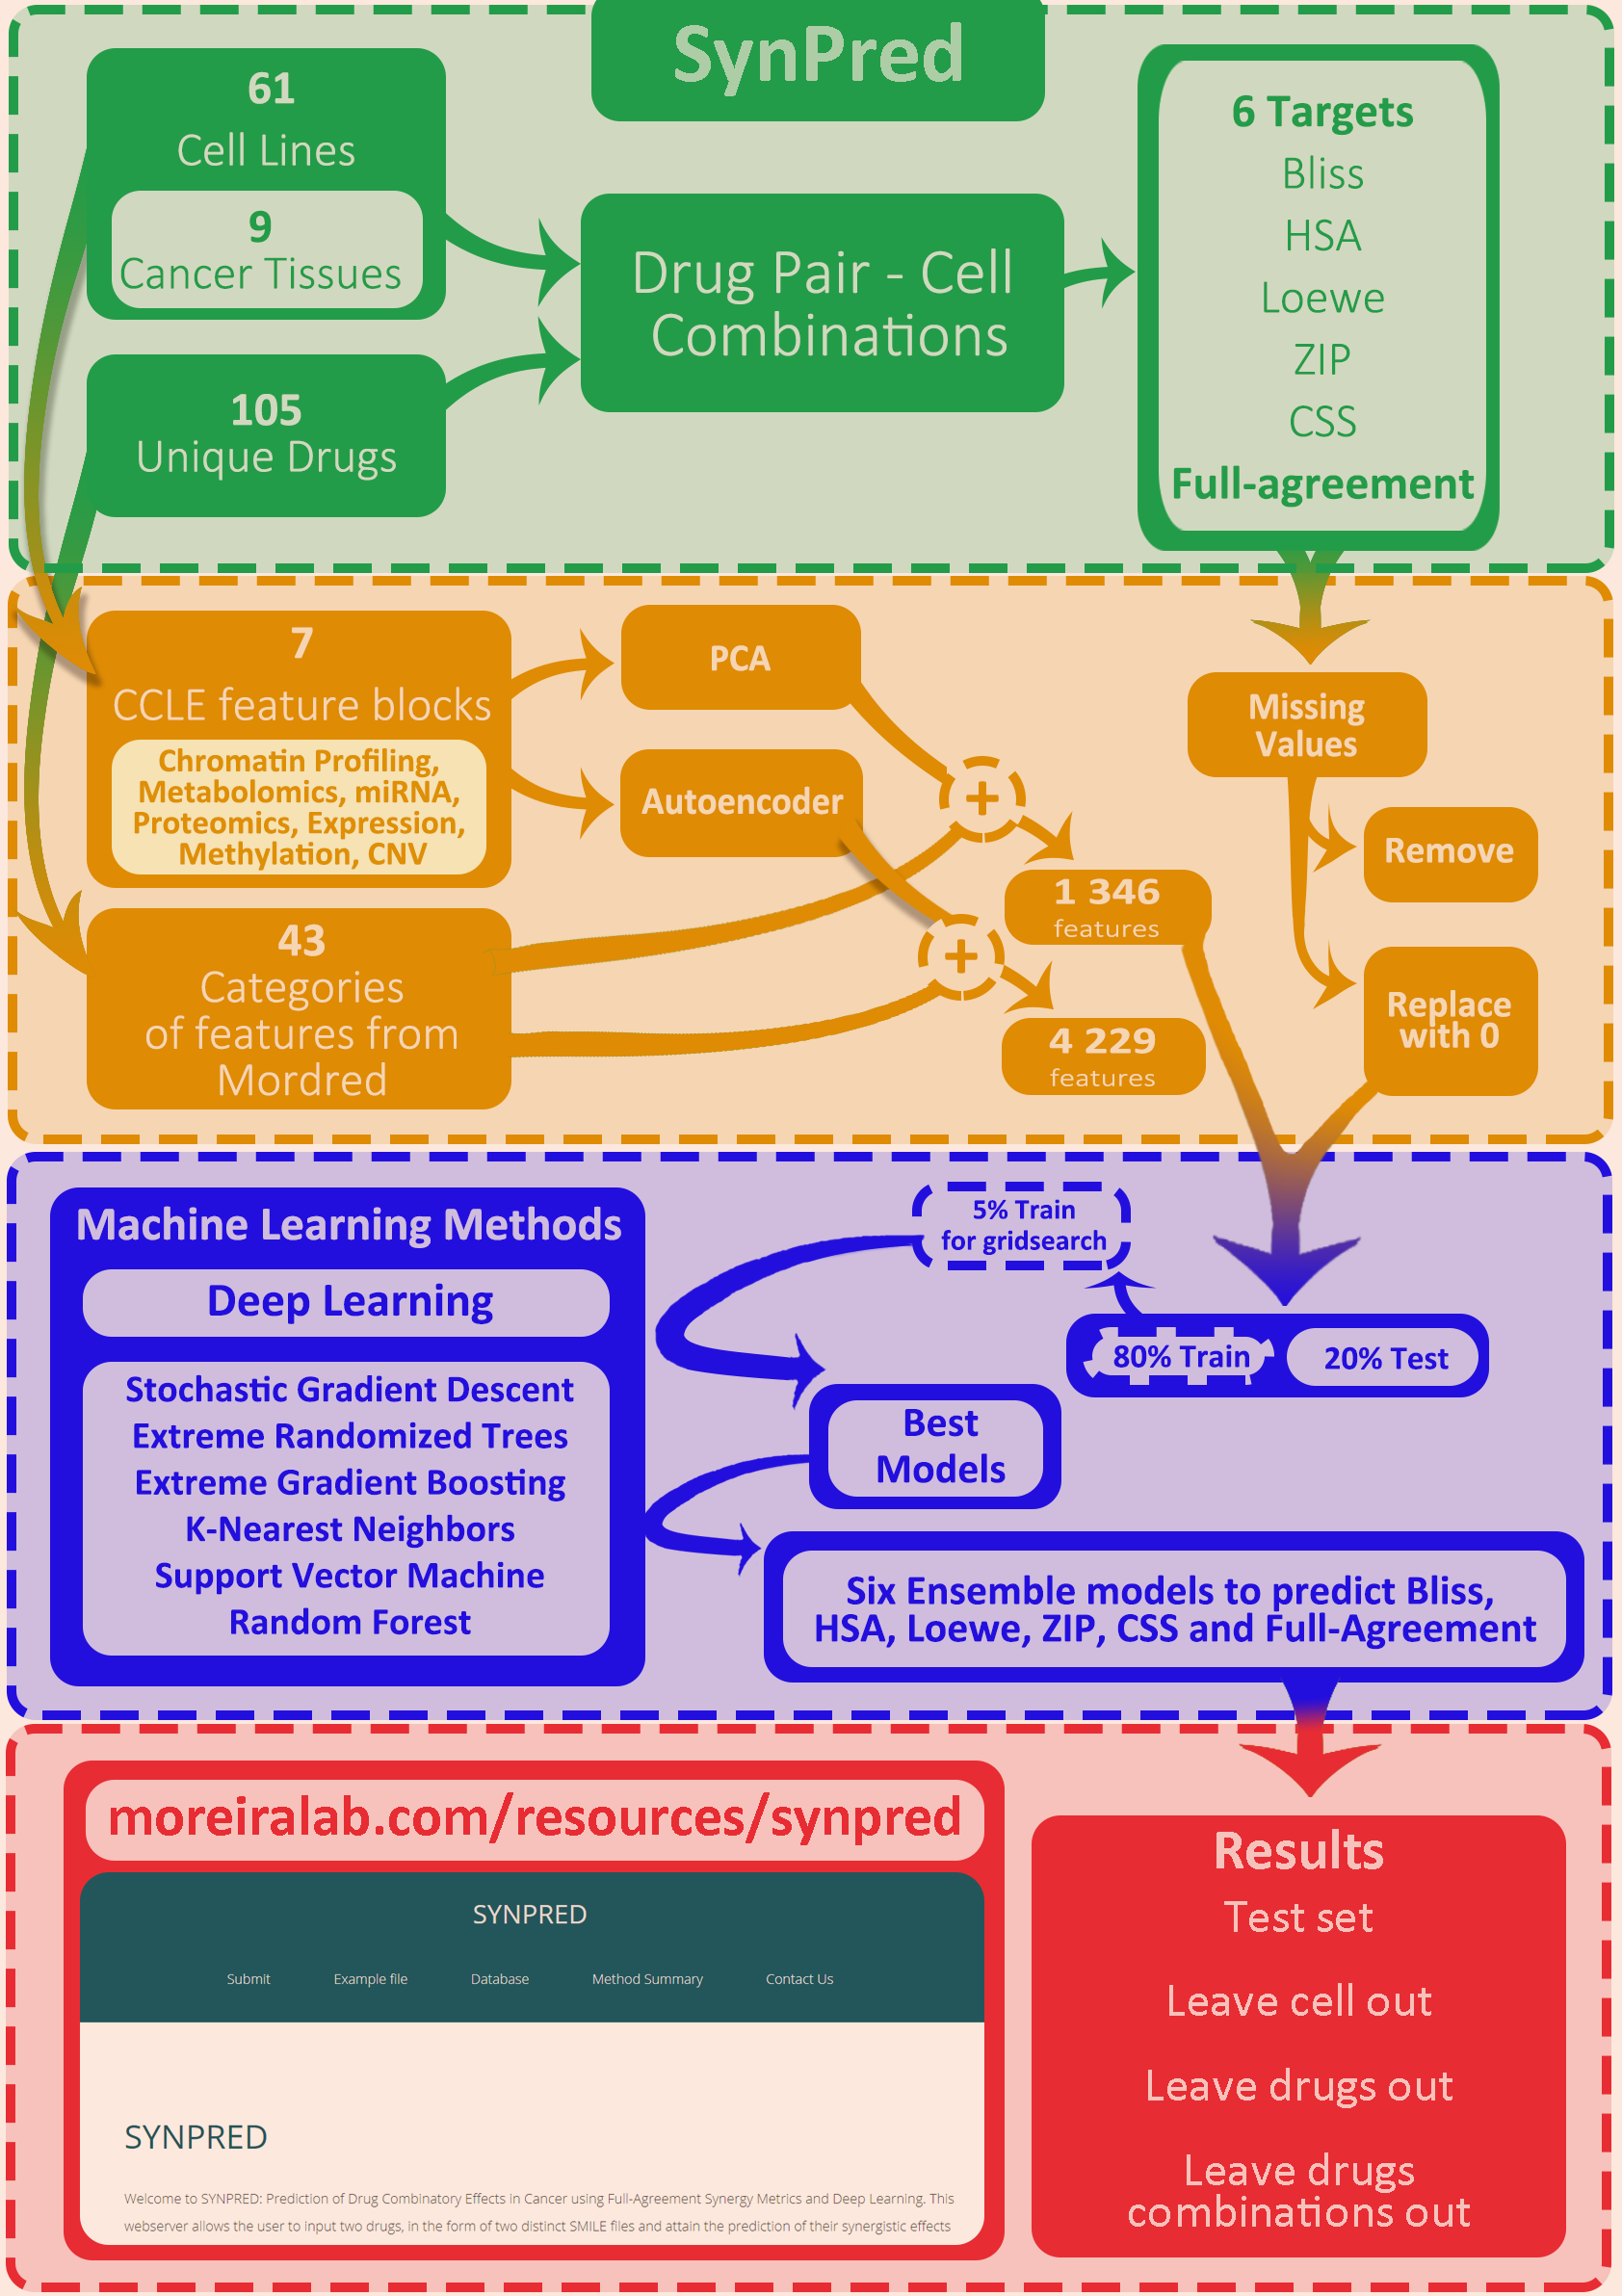 SynPred
61
Cell Lines
9
Cancer Tissues
105
Unique Drugs
Drug Pair - Cell
Combinations
6 Targets
Bliss
HSA
Loewe
ZIP
CSS
Full-agreement
7
CCLE feature blocks
Chromatin Profiling,
Metabolomics, miRNA,
Proteomics, Expression,
Methylation, CNV
43
Categories
of features from
Mordred
PCA
Autoencoder
+
+
1 346
features
4 229
features
Missing
Values
Remove
Replace
with 0
Machine Learning Methods
Deep Learning
Stochastic Gradient Descent
Extreme Randomized Trees
Extreme Gradient Boosting
K-Nearest Neighbors
Support Vector Machine
Random Forest
5% Train
for gridsearch
80% Train
20% Test
Best
Models
Six Ensemble models to predict Bliss,
HSA, Loewe, ZIP, CSS and Full-Agreement
moreiralab.com/resources/synpred
SYNPRED
Submit Example file Database Method Summary Contact Us
SYNPRED
Welcome to SYNPRED: Prediction of Drug Combinatory Effects in Cancer using Full-Agreement Synergy Metrics and Deep Learning. This
webserver allows the user to input two drugs, in the form of two distinct SMILE files and attain the prediction of their synergistic effects
Results
Test set
Leave cell out
Leave drugs out
Leave drugs
combinations out